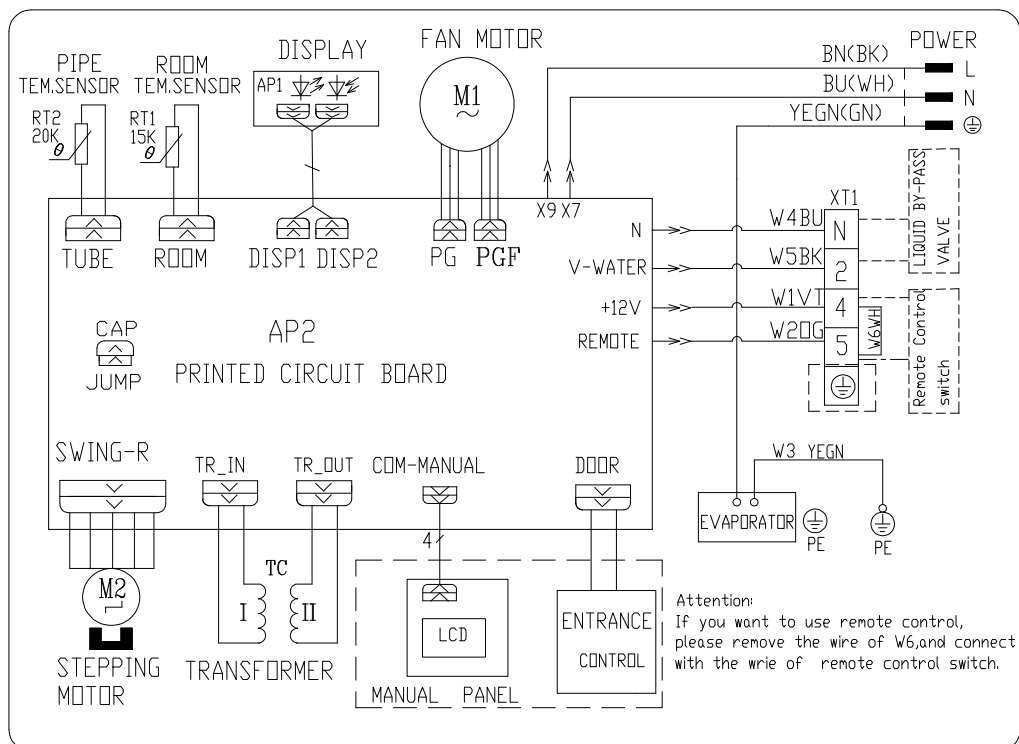 PIPE
TEM.SENSOR
ROOM
TEM.SENSOR
DISPLAY
FAN MOTOR
POWER
RT2
20K
θ
RT1
15K
θ
AP1
M1
~
BN(BK)
L
BU(WH)
N
YEGN(GN)
X9 X7
XT1
TUBE
ROOM
DISP1 DISP2
PG
PGF
N
W4BU
N
V-WATER
W5BK
2
+12V
W1VT
4
REMOTE
W2OG
5
W6WH
LIQUID BY-PASS
VALVE
Remote Control
switch
CAP
JUMP
AP2
PRINTED CIRCUIT BOARD
SWING-R
TR_IN
TR_OUT
COM-MANUAL
DOOR
W3 YEGN
EVAPORATOR
PE
PE
4
M2
TC
I
II
STEPPING
MOTOR
TRANSFORMER
LCD
MANUAL PANEL
ENTRANCE
CONTROL
Attention:
If you want to use remote control,
please remove the wire of W6,and connect
with the wrie of remote control switch.